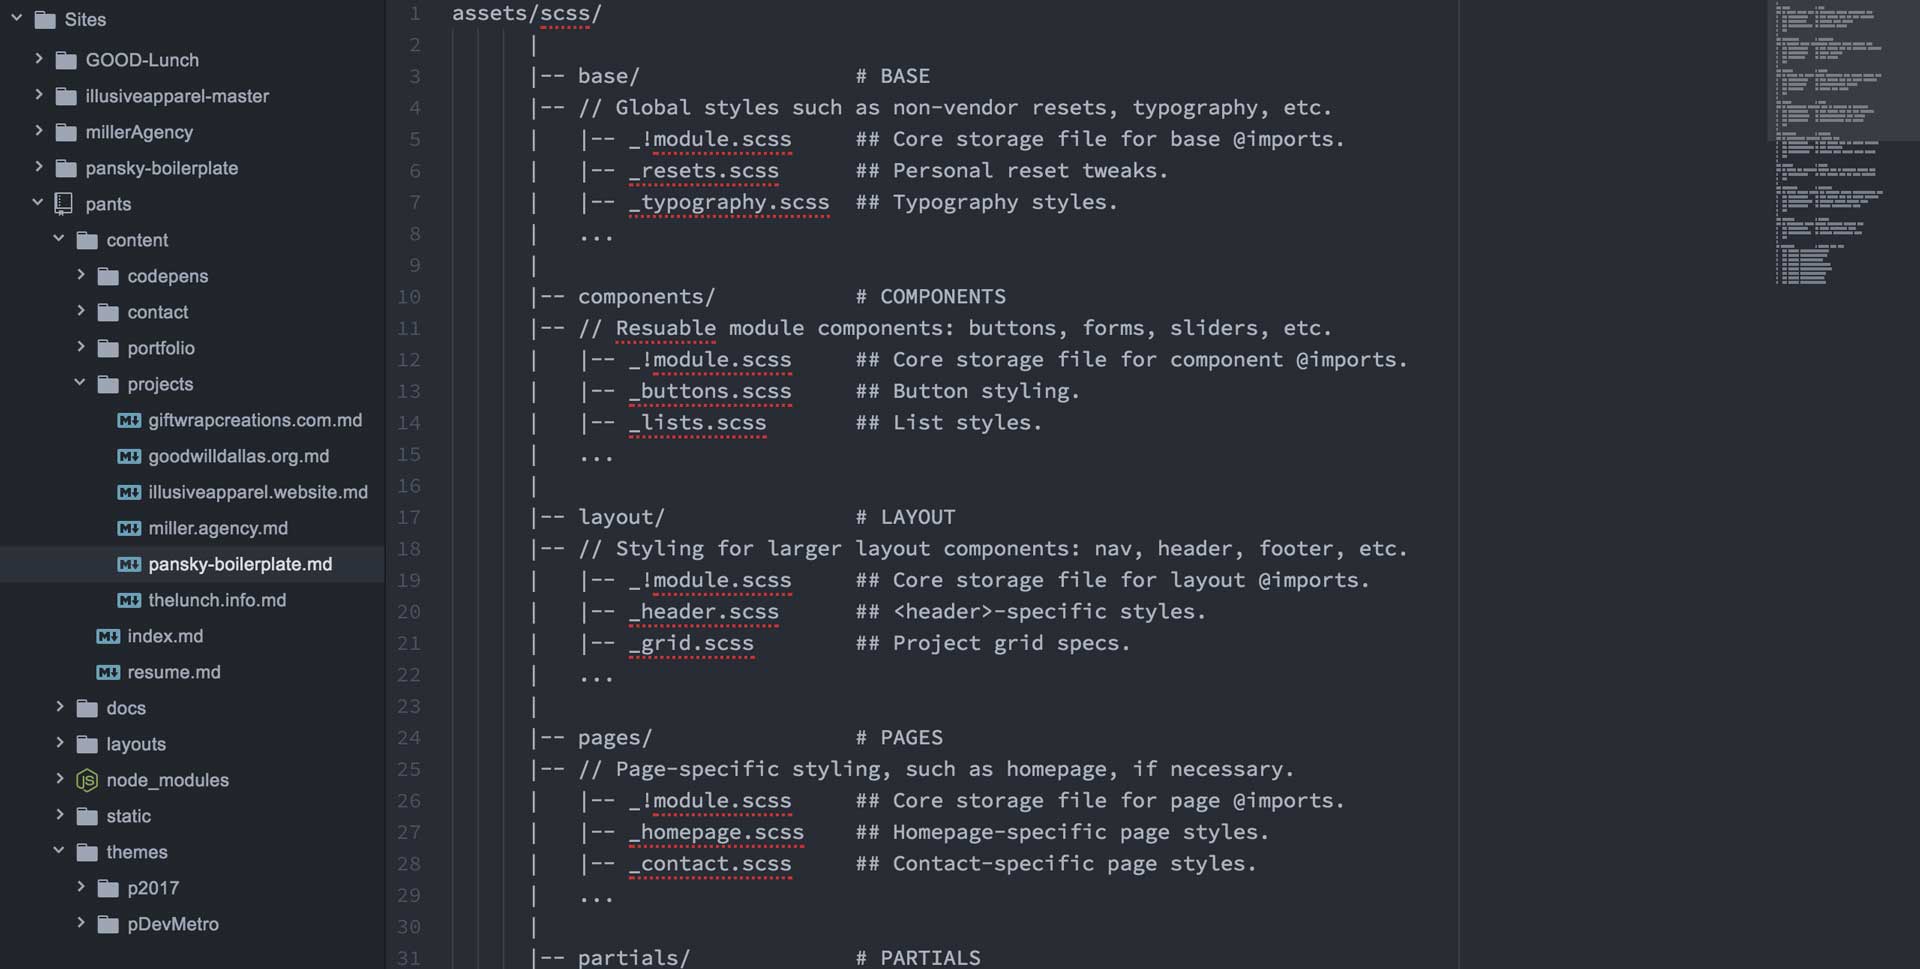 Sites
GOOD-Lunch
illusiveapparel-master
millerAgency
pansky-boilerplate
pants
content
codepens
contact
portfolio
projects
giftwrapcreations.com.md
goodwilldallas.org.md
illusiveapparel.website.md
miller.agency.md
pansky-boilerplate.md
thelunch.info.md
index.md
resume.md
docs
layouts
node_modules
static
themes
p2017
pDevMetro
1 assets/scss/
2 |
3 |-- base/ # BASE
4 |-- // Global styles such as non-vendor resets, typography, etc.
5 | |-- _!module.scss ## Core storage file for base @imports.
6 | |-- _resets.scss ## Personal reset tweaks.
7 | |-- _typography.scss ## Typography styles.
8 | ...
9 |
10 |-- components/ # COMPONENTS
11 |-- // Resuable module components: buttons, forms, sliders, etc.
12 | |-- _!module.scss ## Core storage file for component @imports.
13 | |-- _buttons.scss ## Button styling.
14 | |-- _lists.scss ## List styles.
15 | ...
16 |
17 |-- layout/ # LAYOUT
18 |-- // Styling for larger layout components: nav, header, footer, etc.
19 | |-- _!module.scss ## Core storage file for layout @imports.
20 | |-- _header.scss ## <header>-specific styles.
21 | |-- _grid.scss ## Project grid specs.
22 | ...
23 |
24 |-- pages/ # PAGES
25 |-- // Page-specific styling, such as homepage, if necessary.
26 | |-- _!module.scss ## Core storage file for page @imports.
27 | |-- _homepage.scss ## Homepage-specific page styles.
28 | |-- _contact.scss ## Contact-specific page styles.
29 | ...
30 |
31 |-- partials/ # PARTIALS